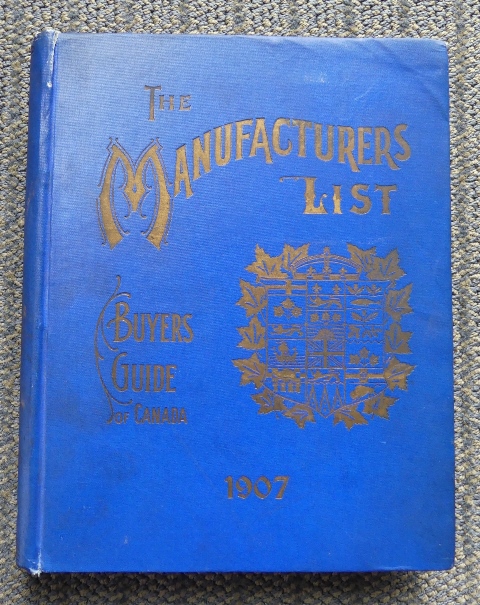 THE
MANUFACTURERS
LIST
BUYERS
GUIDE
OF CANADA
1907